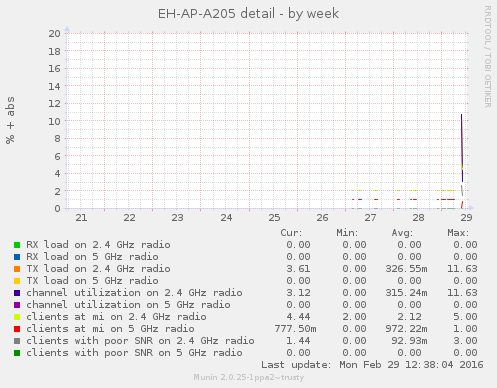 EH-AP-A205 detail - by week
RRDTOOL / TOBI OETIKER
% + abs
20
18
16
14
12
10
8
6
4
2
0
21 22 23 24 25 26 27 28 29
Cur: Min: Avg: Max:
RX load on 2.4 GHz radio 0.00 0.00 0.00 0.00
RX load on 5 GHz radio 0.00 0.00 0.00 0.00
TX load on 2.4 GHz radio 3.61 0.00 326.55m 11.63
TX load on 5 GHz radio 0.00 0.00 0.00 0.00
channel utilization on 2.4 GHz radio 3.12 0.00 315.24m 11.63
channel utilization on 5 GHz radio 0.00 0.00 0.00 0.00
clients at mi on 2.4 GHz radio 4.44 2.00 2.12 5.00
clients at mi on 5 GHz radio 777.50m 0.00 972.22m 1.00
clients with poor SNR on 2.4 GHz radio 1.44 0.00 92.93m 3.00
clients with poor SNR on 5 GHz radio 0.00 0.00 0.00 0.00
Last update: Mon Feb 29 12:38:04 2016
Munin 2.0.25-1ppa2~trusty